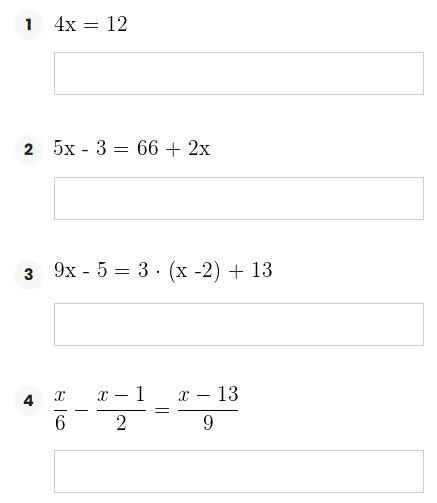 1 4x = 12
2 5x - 3 = 66 + 2x
3 9x - 5 = 3 · (x -2) + 13
4 x/6 − (x − 1)/2 = (x − 13)/9